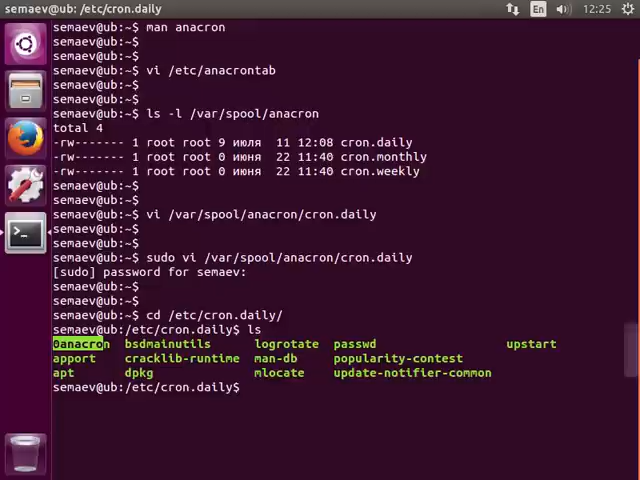 semaev@ub: /etc/cron.daily
En
12:25
semaev@ub:~$ man anacron
semaev@ub:~$
semaev@ub:~$
semaev@ub:~$ vi /etc/anacrontab
semaev@ub:~$
semaev@ub:~$
semaev@ub:~$ ls -l /var/spool/anacron
total 4
-rw------- 1 root root 9 июля  11 12:08 cron.daily
-rw------- 1 root root 0 июня  22 11:40 cron.monthly
-rw------- 1 root root 0 июня  22 11:40 cron.weekly
semaev@ub:~$
semaev@ub:~$
semaev@ub:~$ vi /var/spool/anacron/cron.daily
semaev@ub:~$
semaev@ub:~$
semaev@ub:~$ sudo vi /var/spool/anacron/cron.daily
[sudo] password for semaev:
semaev@ub:~$
semaev@ub:~$
semaev@ub:~$ cd /etc/cron.daily/
semaev@ub:/etc/cron.daily$ ls
0anacron  bsdmainutils      logrotate  passwd                   upstart
apport    cracklib-runtime  man-db     popularity-contest
apt       dpkg              mlocate    update-notifier-common
semaev@ub:/etc/cron.daily$